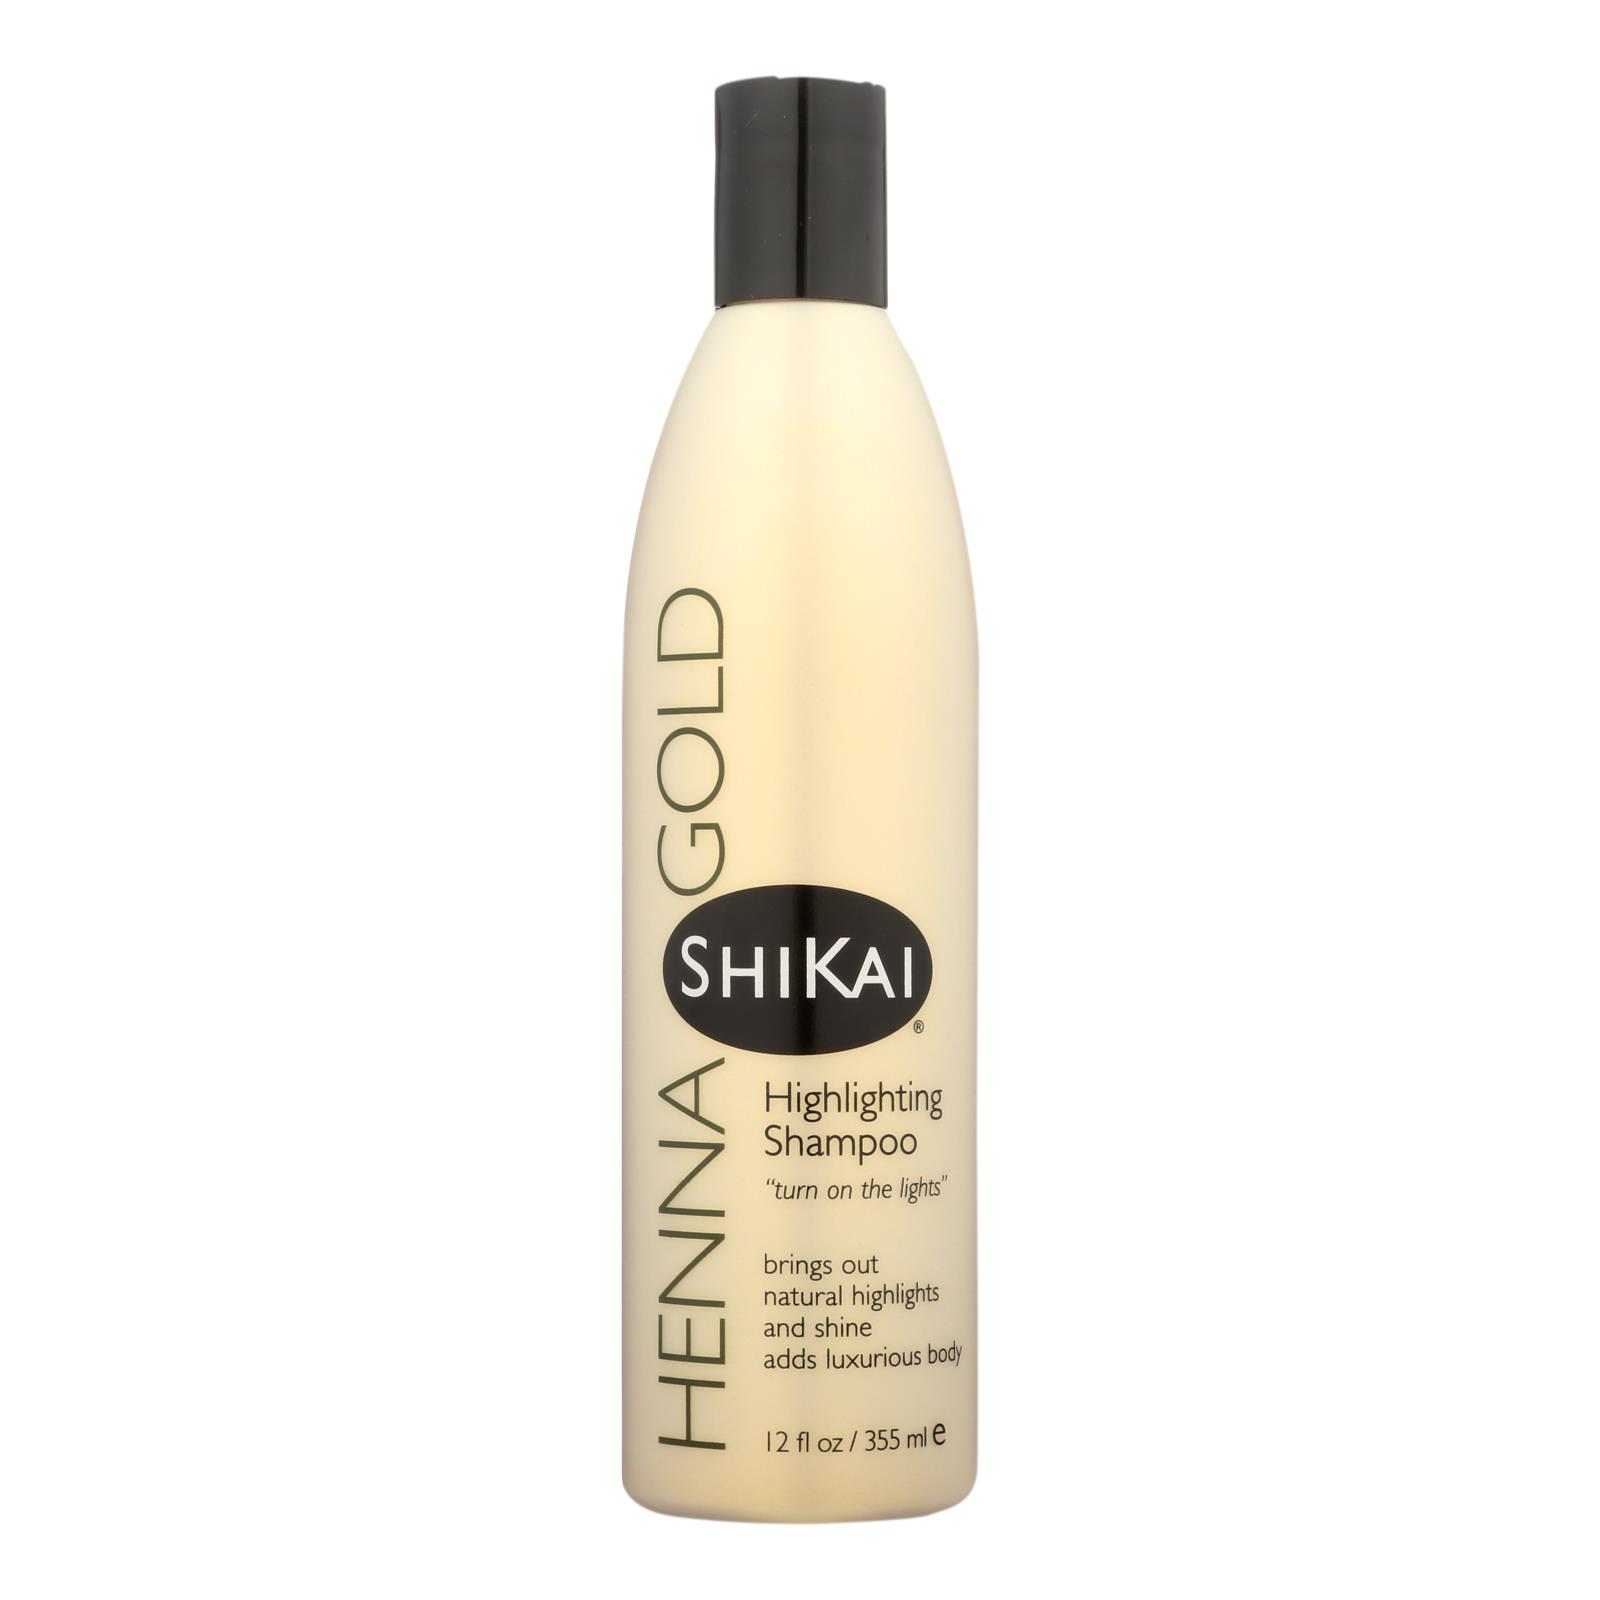 HENNA GOLD
SHIKAI
®
Highlighting
Shampoo
"turn on the lights"
brings out
natural highlights
and shine
adds luxurious body
12 fl oz / 355 ml e